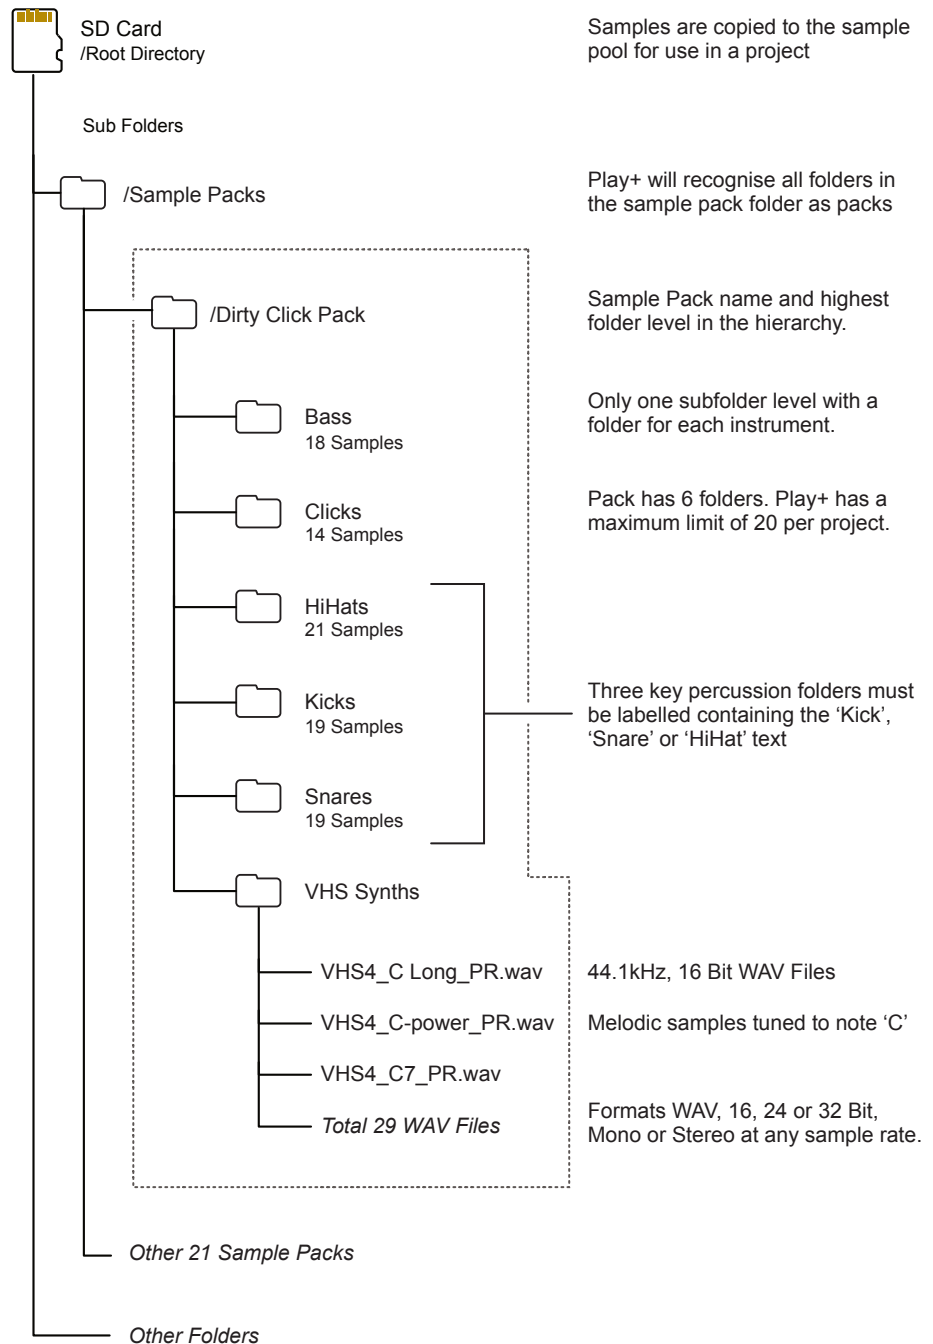 SD Card
/Root Directory
Samples are copied to the sample
pool for use in a project
Sub Folders
/Sample Packs
Play+ will recognise all folders in
the sample pack folder as packs
/Dirty Click Pack
Sample Pack name and highest
folder level in the hierarchy.
Bass
18 Samples
Only one subfolder level with a
folder for each instrument.
Clicks
14 Samples
Pack has 6 folders. Play+ has a
maximum limit of 20 per project.
HiHats
21 Samples
Kicks
19 Samples
Three key percussion folders must
be labelled containing the ‘Kick’,
‘Snare’ or ‘HiHat’ text
Snares
19 Samples
VHS Synths
VHS4_C Long_PR.wav
44.1kHz, 16 Bit WAV Files
VHS4_C-power_PR.wav
Melodic samples tuned to note ‘C’
VHS4_C7_PR.wav
Total 29 WAV Files
Formats WAV, 16, 24 or 32 Bit,
Mono or Stereo at any sample rate.
Other 21 Sample Packs
Other Folders